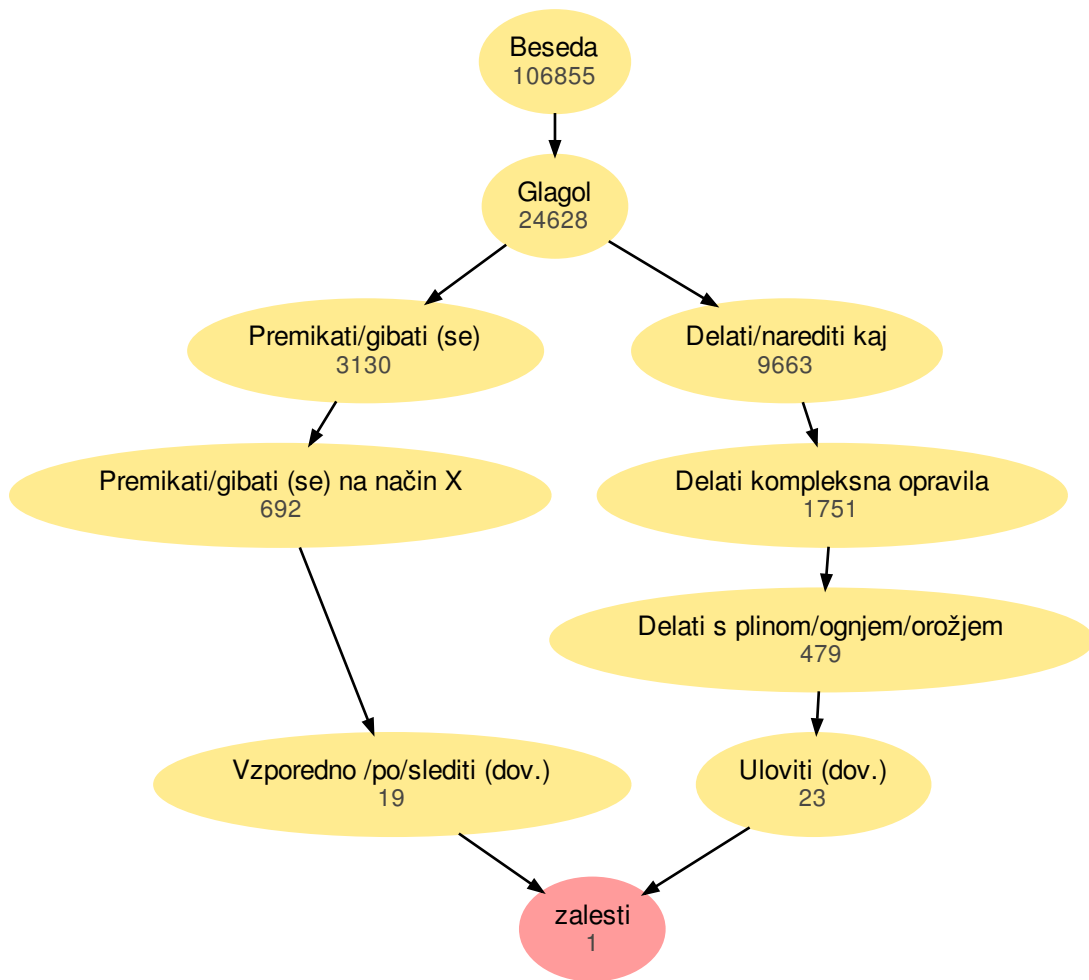 Beseda
106855
Glagol
24628
Premikati/gibati (se)
3130
Delati/narediti kaj
9663
Premikati/gibati (se) na način X
692
Delati kompleksna opravila
1751
Delati s plinom/ognjem/orožjem
479
Vzporedno /po/slediti (dov.)
19
Uloviti (dov.)
23
zalesti
1